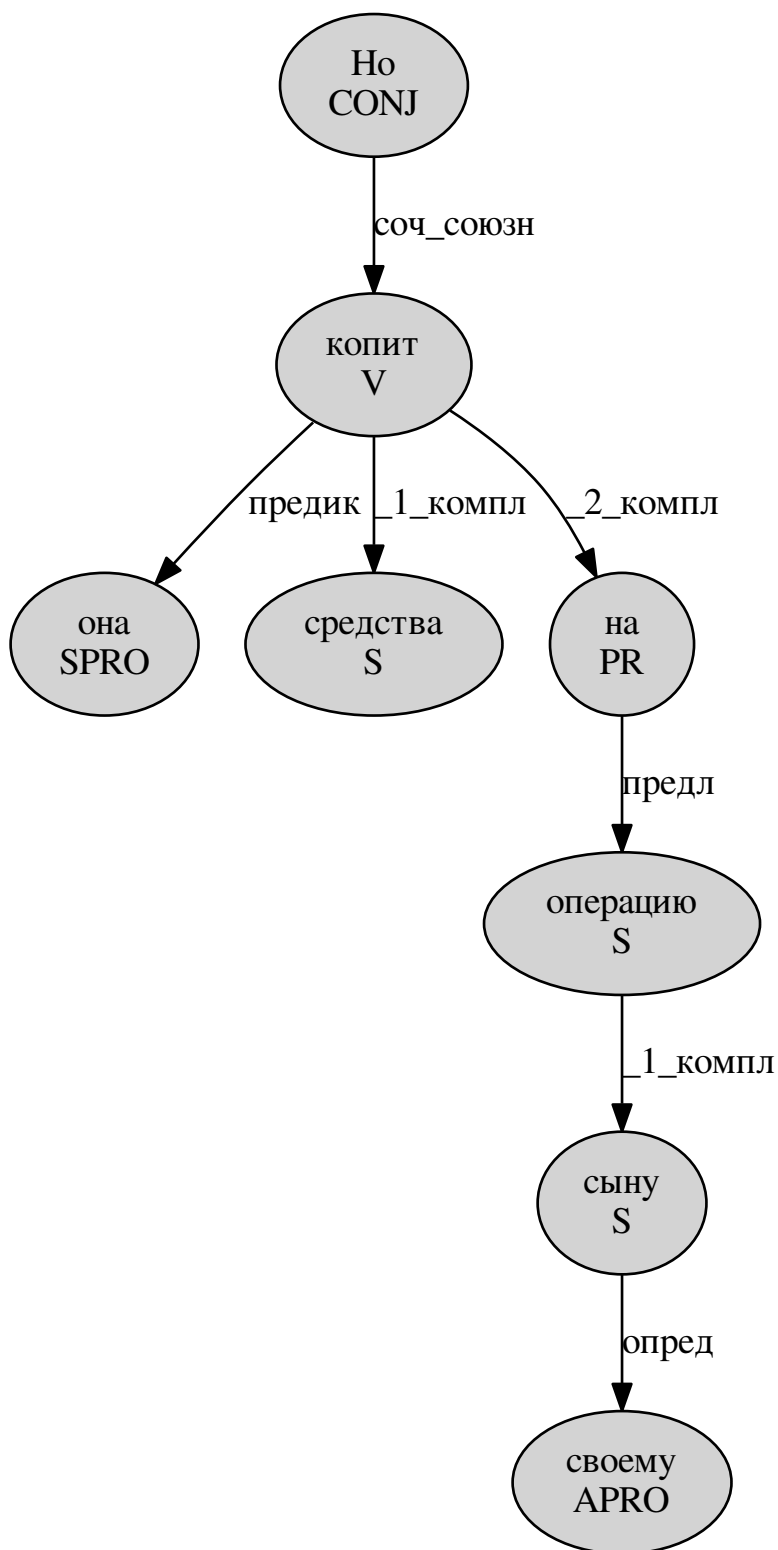 Но
CONJ
соч_союзн
копит
V
предик
_1_компл
_2_компл
она
SPRO
средства
S
на
PR
предл
операцию
S
_1_компл
сыну
S
опред
своему
APRO